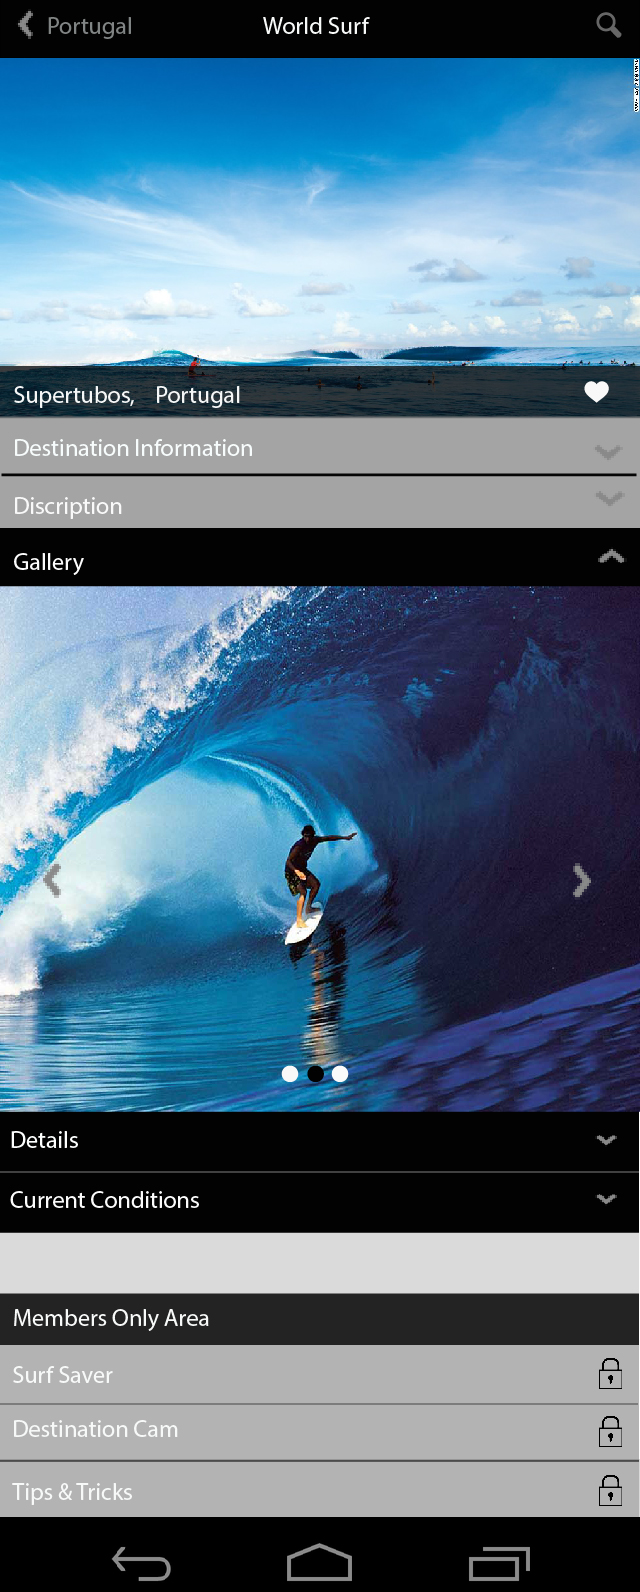 Portugal
World Surf
Supertubos, Portugal
Destination Information
Discription
Gallery
Details
Current Conditions
Members Only Area
Surf Saver
Destination Cam
Tips & Tricks